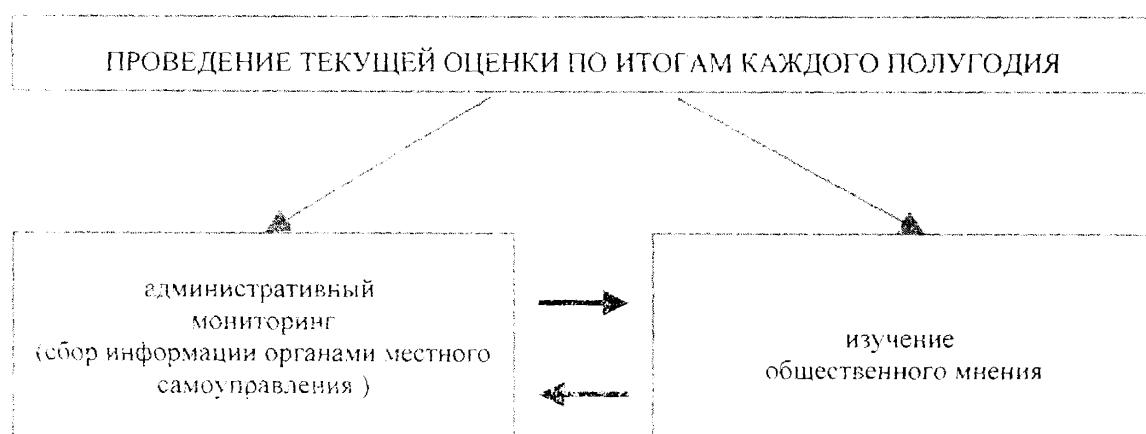 ПРОВЕДЕНИЕ ТЕКУЩЕЙ ОЦЕНКИ ПО ИТОГАМ КАЖДОГО ПОЛУГОДИЯ
административный
мониторинг
(сбор информации органами местного
самоуправления )
изучение
общественного мнения